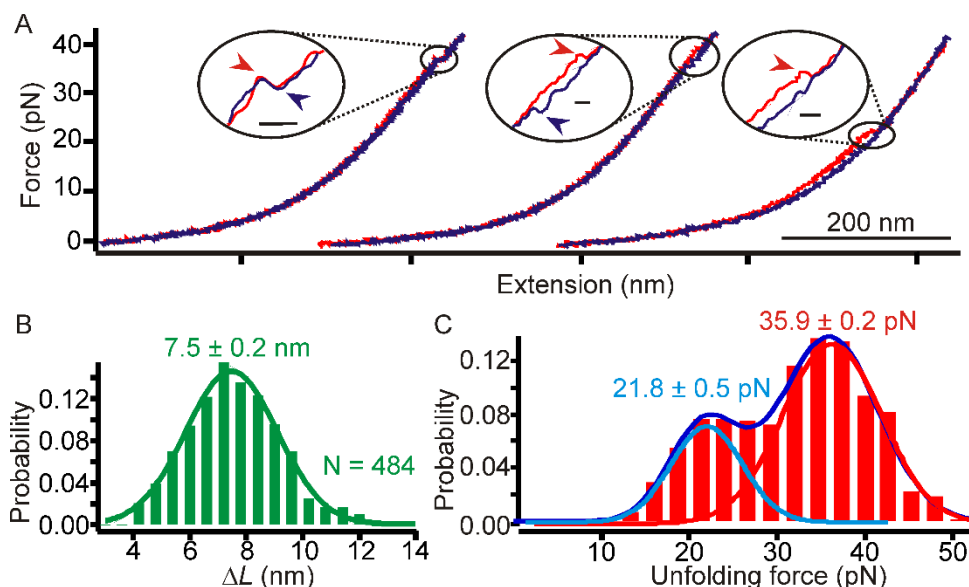 A
Force (pN)
40
30
20
10
0
200 nm
Extension (nm)
B
7.5 ± 0.2 nm
Probability
0.12
0.08
0.04
0.00
N = 484
4 6 8 10 12 14
ΔL (nm)
C
35.9 ± 0.2 pN
21.8 ± 0.5 pN
Probability
0.12
0.08
0.04
0.00
10 20 30 40 50
Unfolding force (pN)